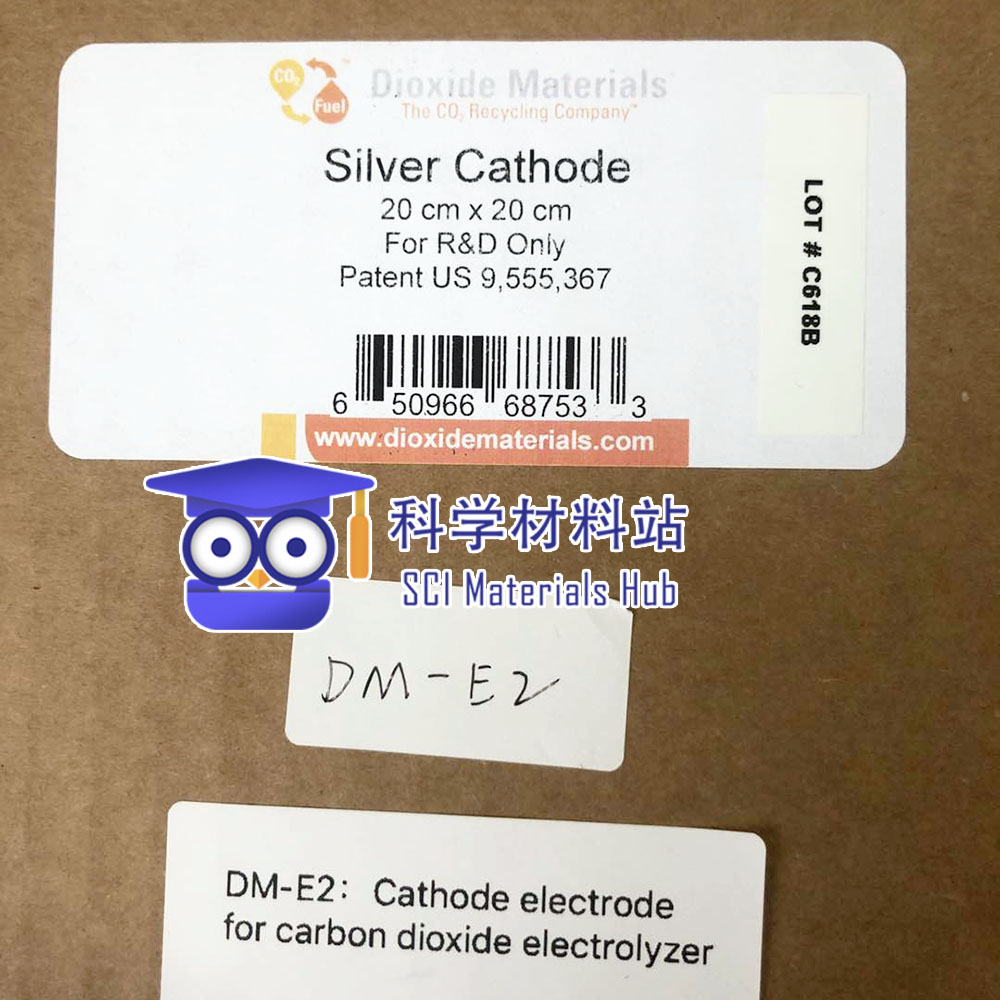 CO₂
Fuel
Dioxide Materials™
The CO₂ Recycling Company™
Silver Cathode
20 cm x 20 cm
For R&D Only
Patent US 9,555,367
6 50966 68753 3
www.dioxidematerials.com
LOT # C618B
科学材料站
SCI Materials Hub
DM-E2
DM-E2: Cathode electrode
for carbon dioxide electrolyzer